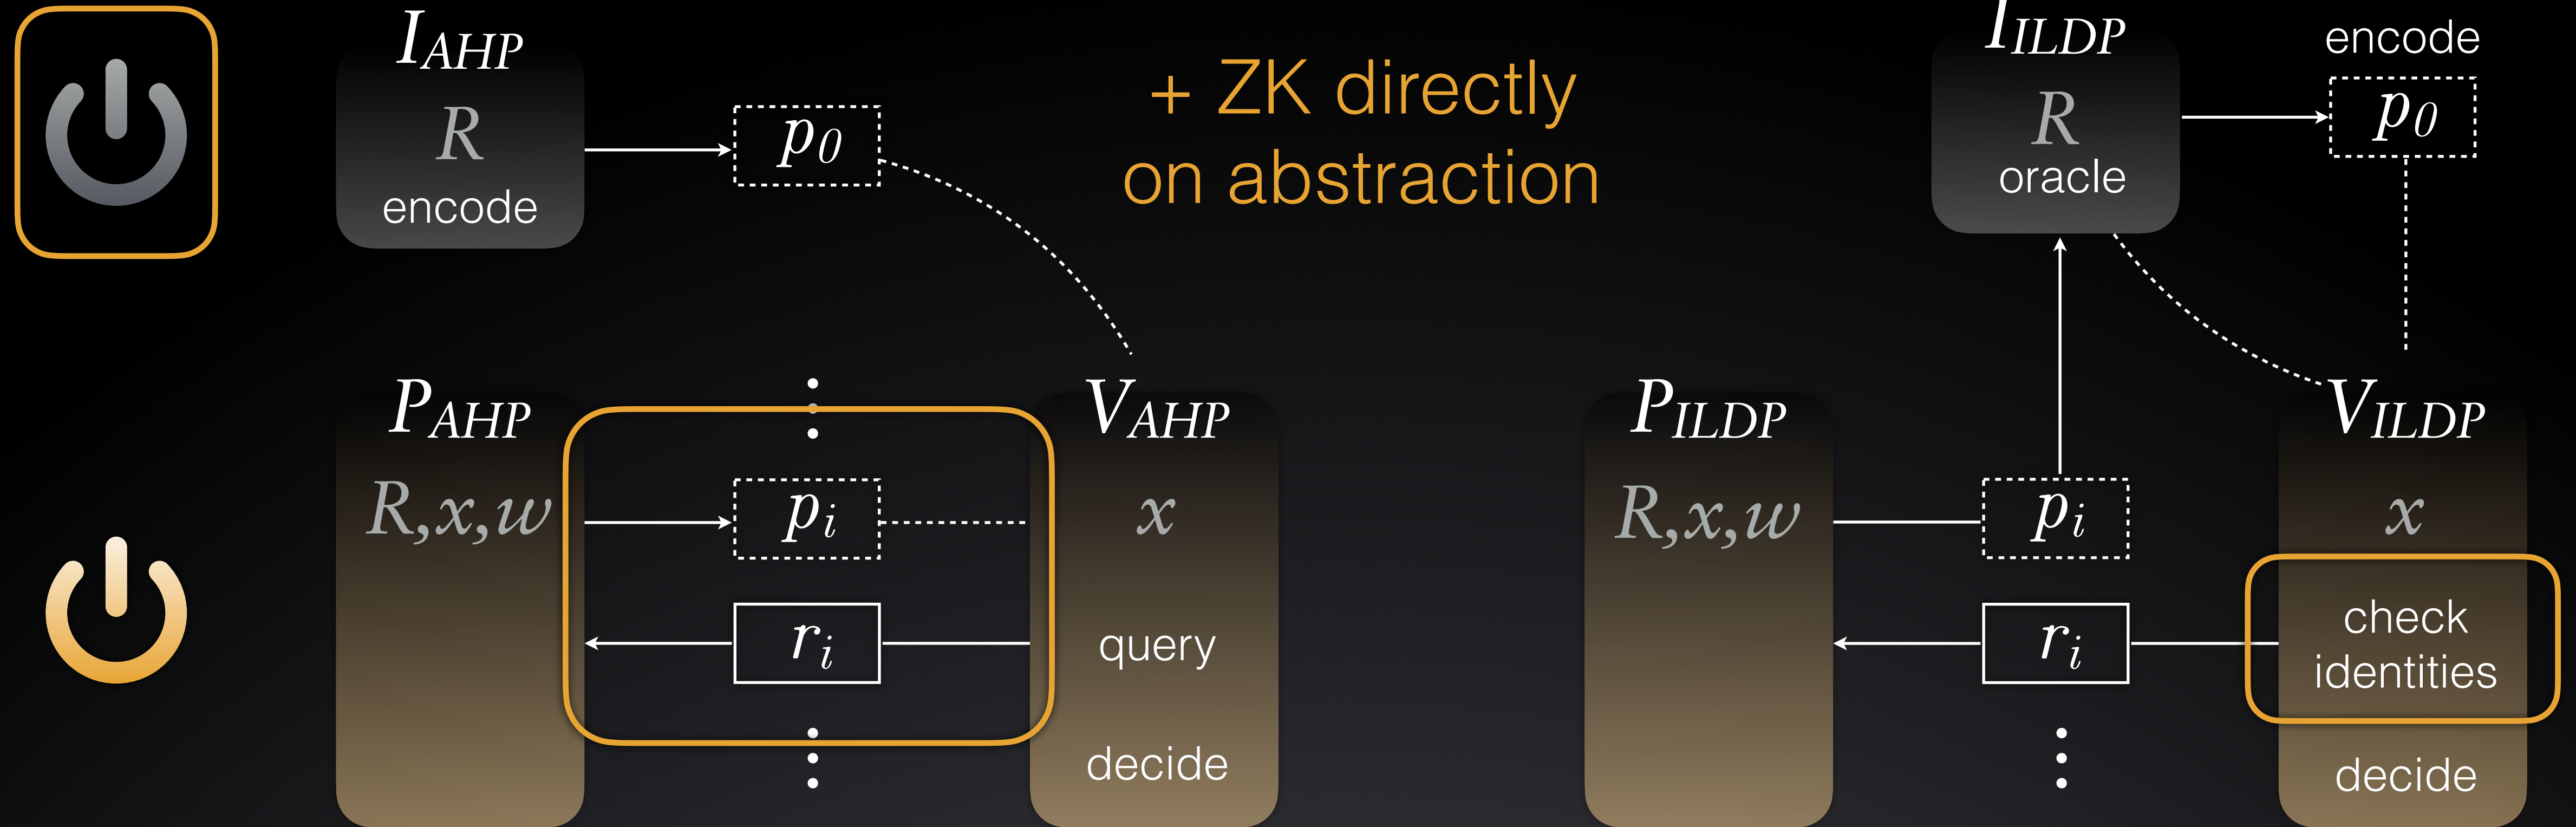 I_AHP
R
encode
p_0
+ ZK directly
on abstraction
I_ILDP
R
oracle
encode
p_0
P_AHP
R,x,w
p_i
r_i
V_AHP
x
query
decide
P_ILDP
R,x,w
p_i
r_i
V_ILDP
x
check
identities
decide